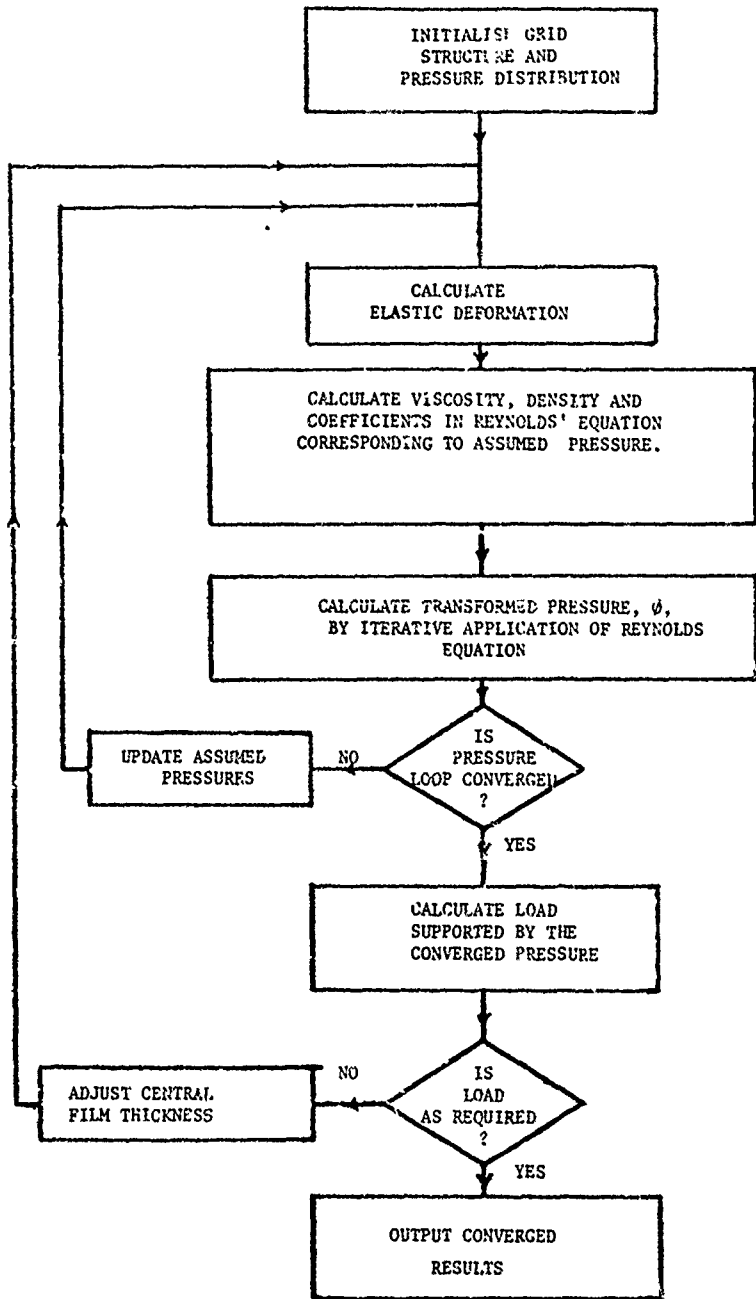 INITIALISE GRID
STRUCTURE AND
PRESSURE DISTRIBUTION
CALCULATE
ELASTIC DEFORMATION
CALCULATE VISCOSITY, DENSITY AND
COEFFICIENTS IN REYNOLDS' EQUATION
CORRESPONDING TO ASSUMED PRESSURE.
CALCULATE TRANSFORMED PRESSURE, φ,
BY ITERATIVE APPLICATION OF REYNOLDS
EQUATION
IS
PRESSURE
LOOP CONVERGED
?
NO
UPDATE ASSUMED
PRESSURES
YES
CALCULATE LOAD
SUPPORTED BY THE
CONVERGED PRESSURE
IS
LOAD
AS REQUIRED
?
NO
ADJUST CENTRAL
FILM THICKNESS
YES
OUTPUT CONVERGED
RESULTS